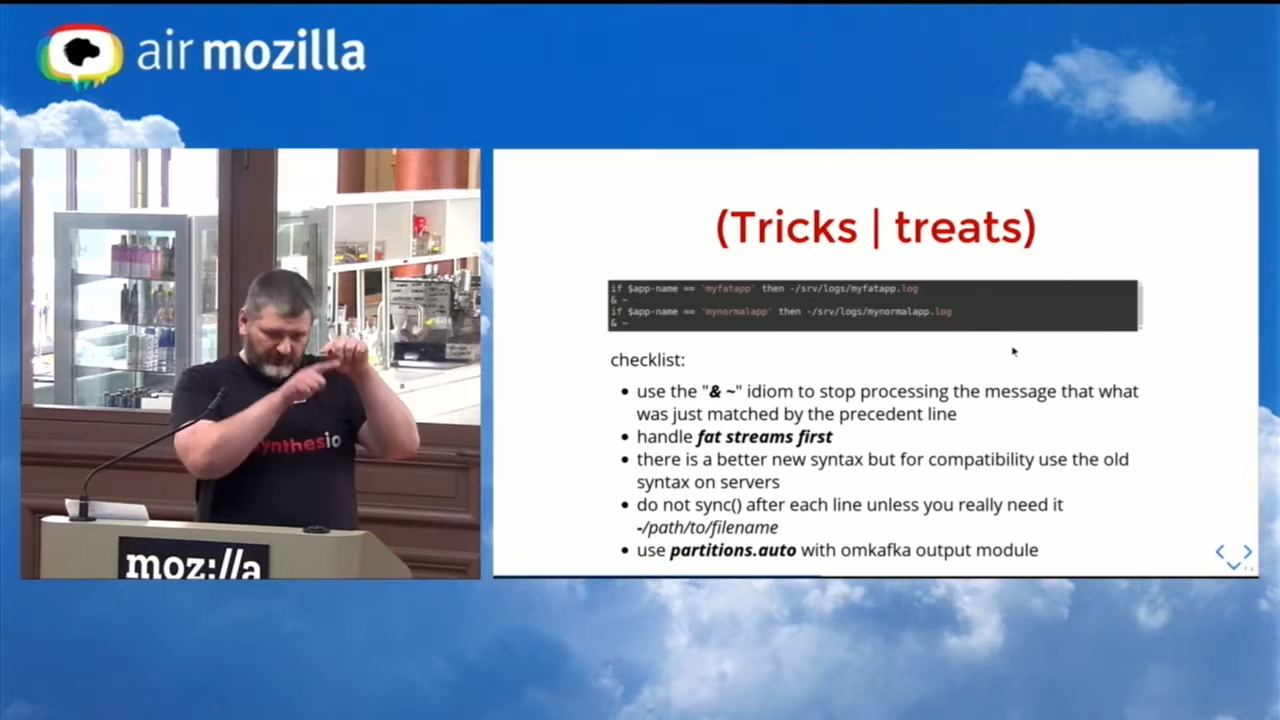 air mozilla
(Tricks | treats)
if $app-name == 'myfatapp' then -/srv/logs/myfatapp.log
& ~
if $app-name == 'mynormalapp' then -/srv/logs/mynormalapp.log
& ~
checklist:
• use the "& ~" idiom to stop processing the message that what
was just matched by the precedent line
• handle fat streams first
• there is a better new syntax but for compatibility use the old
syntax on servers
• do not sync() after each line unless you really need it
-/path/to/filename
• use partitions.auto with omkafka output module
synthesio
moz://a